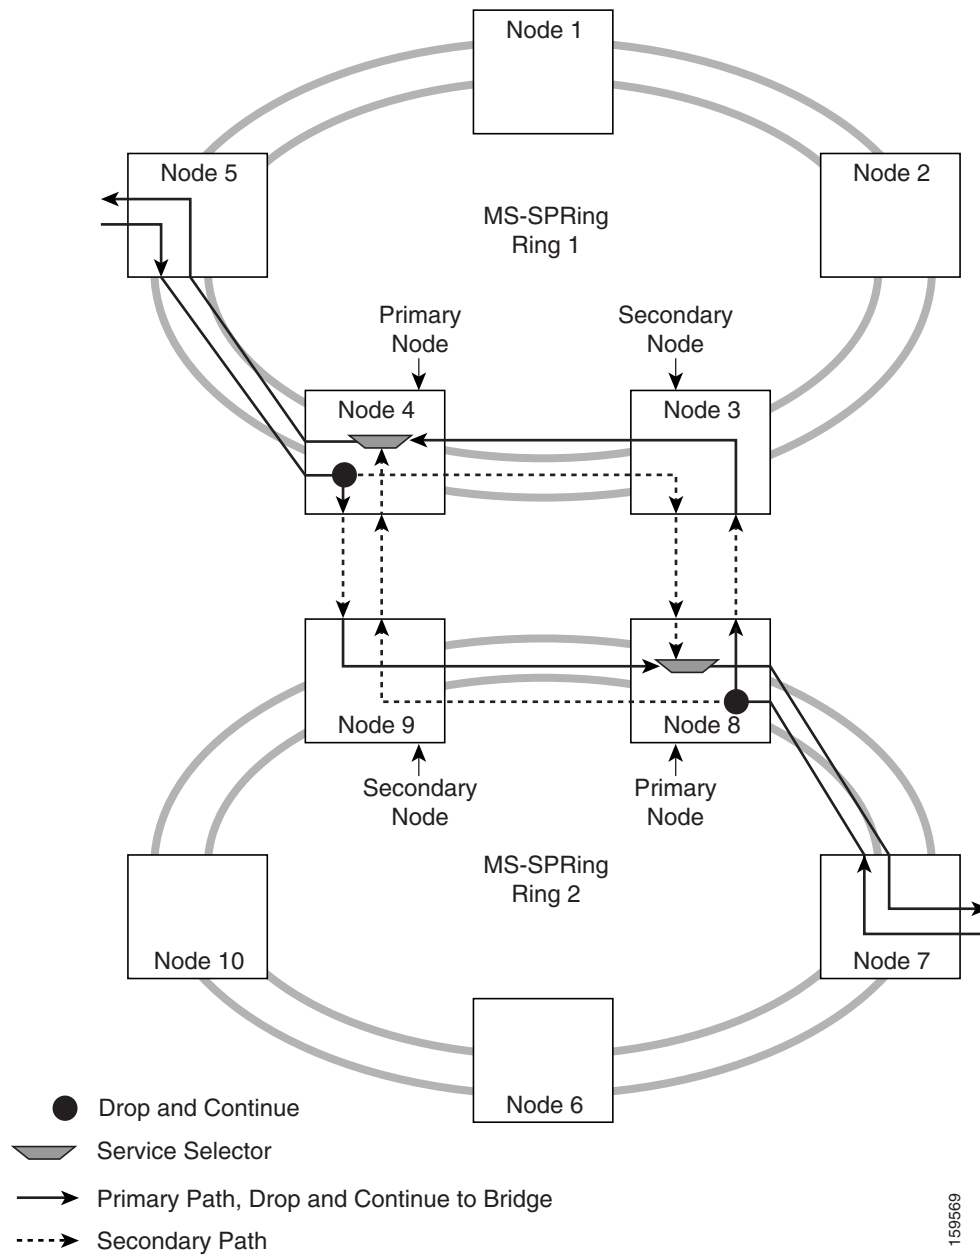 Node 1
Node 5
Node 2
MS-SPRing
Ring 1
Primary
Node
Secondary
Node
Node 4
Node 3
Node 9
Node 8
Secondary
Node
Primary
Node
MS-SPRing
Ring 2
Node 10
Node 7
Node 6
Drop and Continue
Service Selector
Primary Path, Drop and Continue to Bridge
Secondary Path
159569